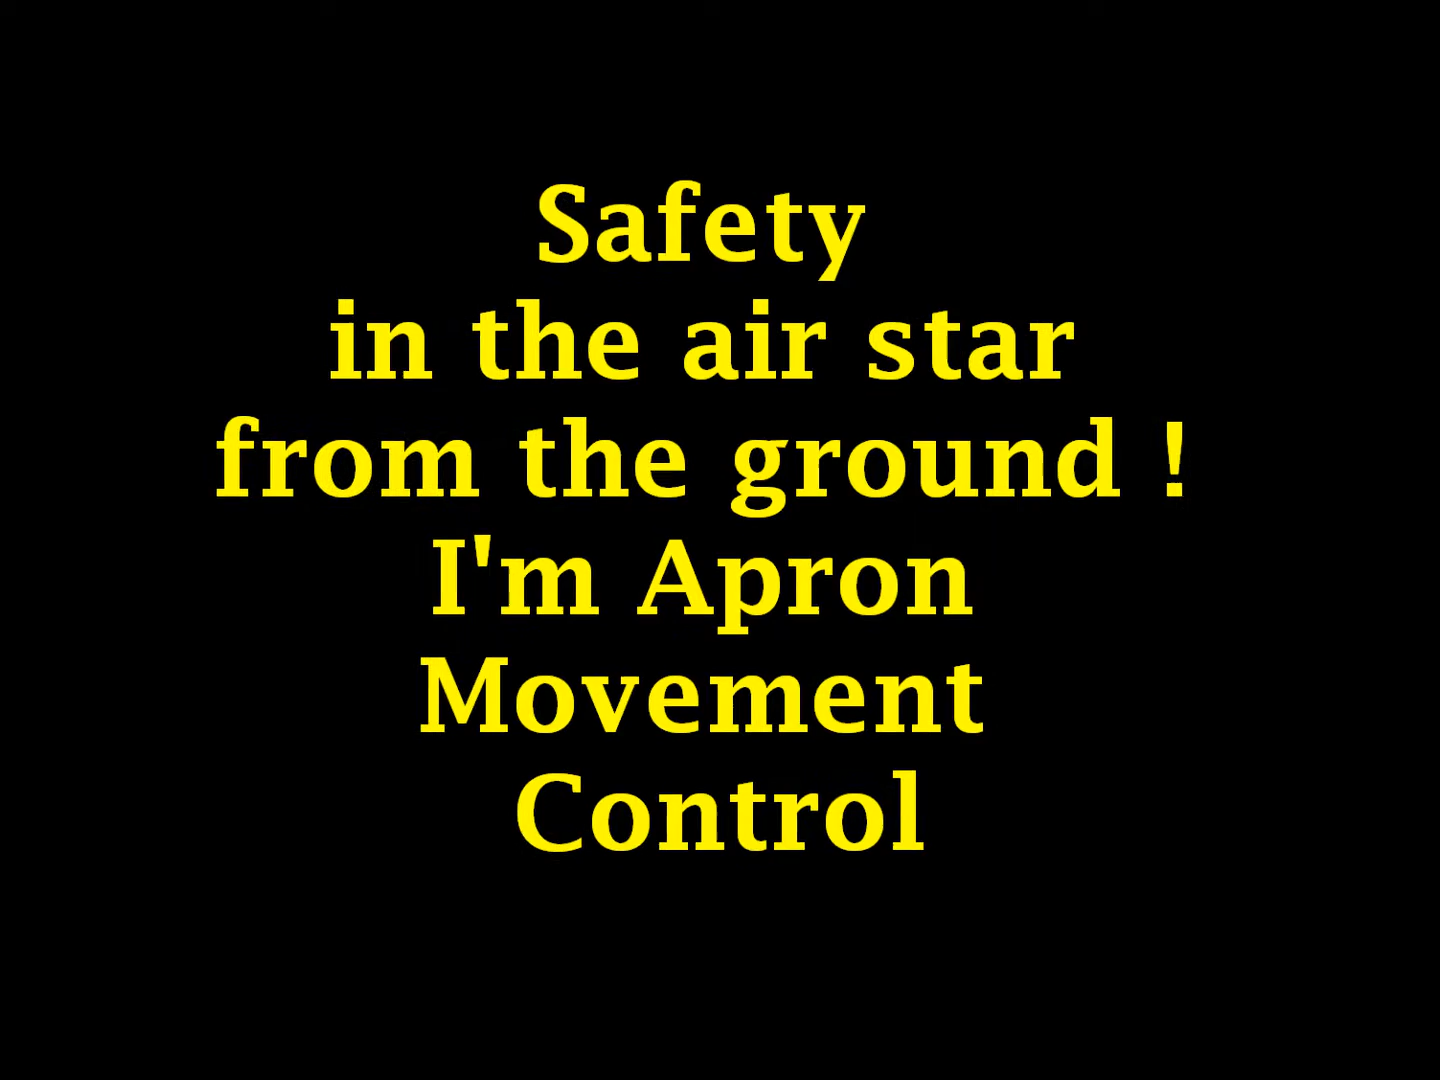 Safety
in the air star
from the ground !
I'm Apron
Movement
Control